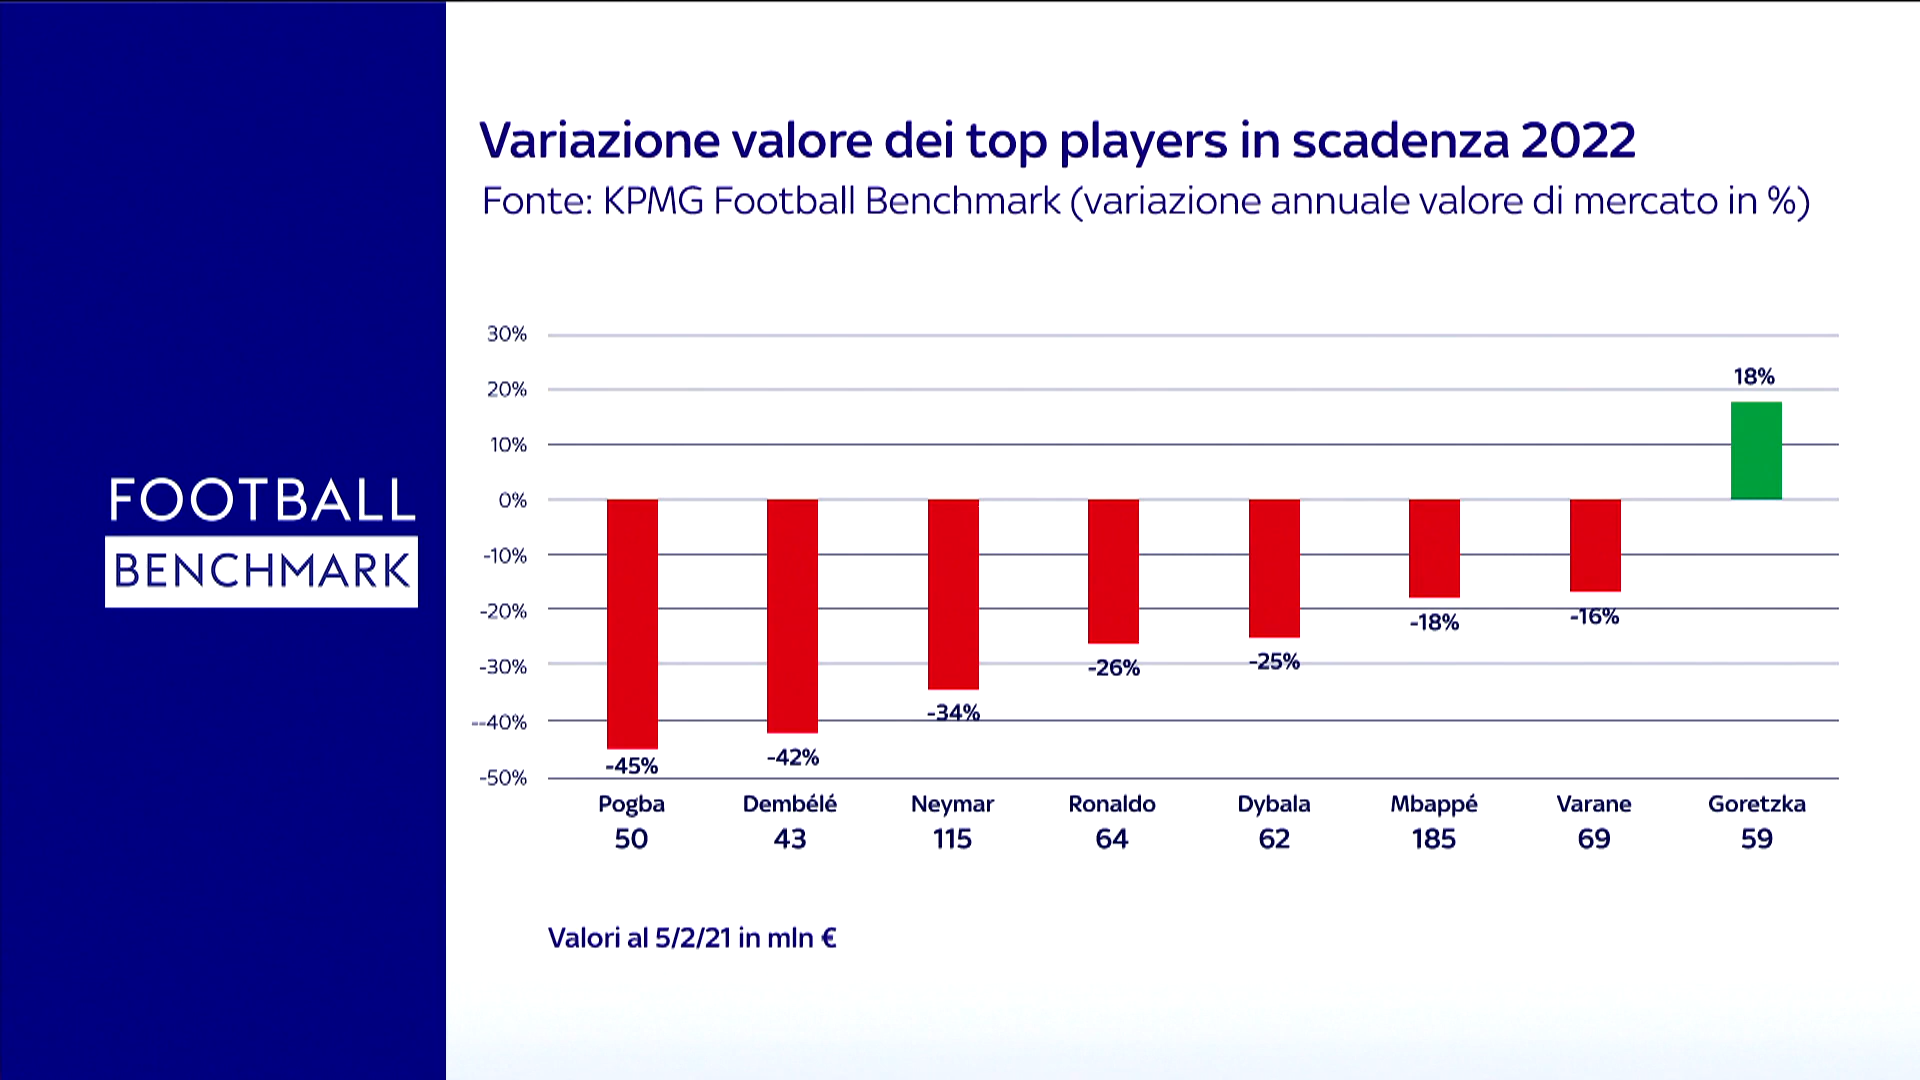 FOOTBALL
BENCHMARK
Variazione valore dei top players in scadenza 2022
Fonte: KPMG Football Benchmark (variazione annuale valore di mercato in %)
30%
20%
10%
0%
-10%
-20%
-30%
--40%
-50%
-45%
-42%
-34%
-26%
-25%
-18%
-16%
18%
Pogba Dembélé Neymar Ronaldo Dybala Mbappé Varane Goretzka
50 43 115 64 62 185 69 59
Valori al 5/2/21 in mln €